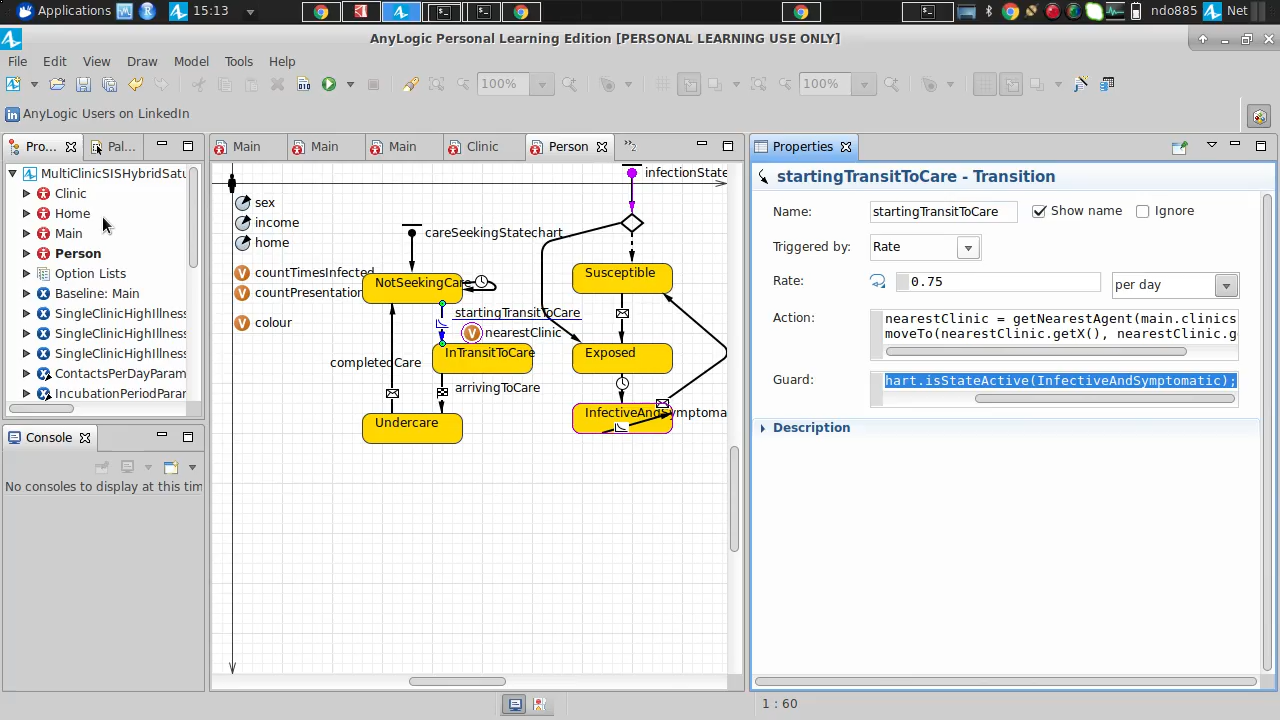 Applications 15:13 ndo885 Net
AnyLogic Personal Learning Edition [PERSONAL LEARNING USE ONLY]
File Edit View Draw Model Tools Help
100% 100%
AnyLogic Users on LinkedIn
Pro... Pal...
MultiClinicSISHybridSatu
Clinic
Home
Main
Person
Option Lists
Baseline: Main
SingleClinicHighIllness
SingleClinicHighIllness
SingleClinicHighIllness
ContactsPerDayParam
IncubationPeriodParam
Console
No consoles to display at this tim
Main Main Main Clinic Person »2
infectionState
sex
income
home
careSeekingStatechart
countTimesInfected
countPresentation
colour
NotSeekingCare
startingTransitToCare
nearestClinic
InTransitToCare
completedCare
arrivingToCare
Undercare
Susceptible
Exposed
InfectiveAndSymptoma
Properties
startingTransitToCare - Transition
Name: startingTransitToCare Show name Ignore
Triggered by: Rate
Rate: 0.75 per day
Action: nearestClinic = getNearestAgent(main.clinics
moveTo(nearestClinic.getX(), nearestClinic.g
Guard: hart.isStateActive(InfectiveAndSymptomatic);
Description
1 : 60